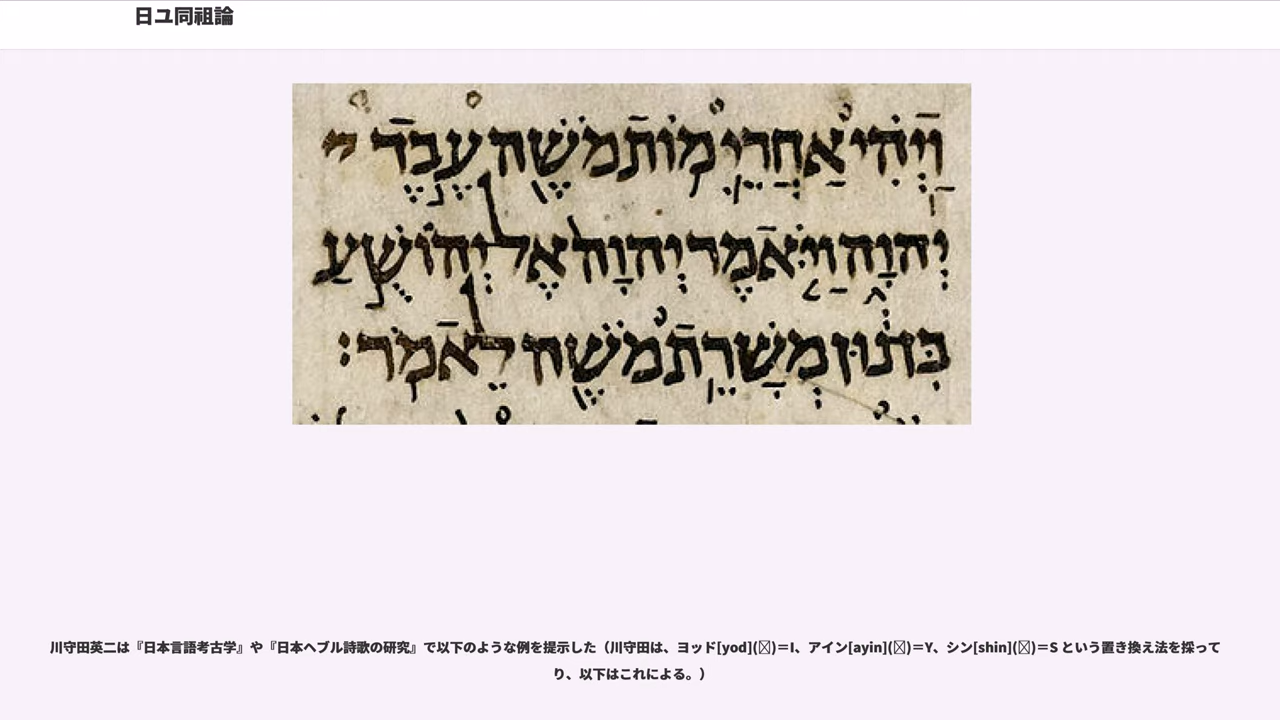 日ユ同祖論
וַיְהִי אַחֲרֵי מוֹת מֹשֶׁה עֶבֶד י
יְהוָה וַיֹּאמֶר יְהוָה אֶל יְהוֹשֻׁעַ
בִּן נוּן מְשָׁרֵת מֹשֶׁה לֵאמֹר׃
川守田英二は『日本言語考古学』や『日本ヘブル詩歌の研究』で以下のような例を提示した（川守田は、ヨッド[yod](〿)＝I、アイン[ayin](〿)＝Y、シン[shin](〿)＝S という置き換え法を採って
り、以下はこれによる。）